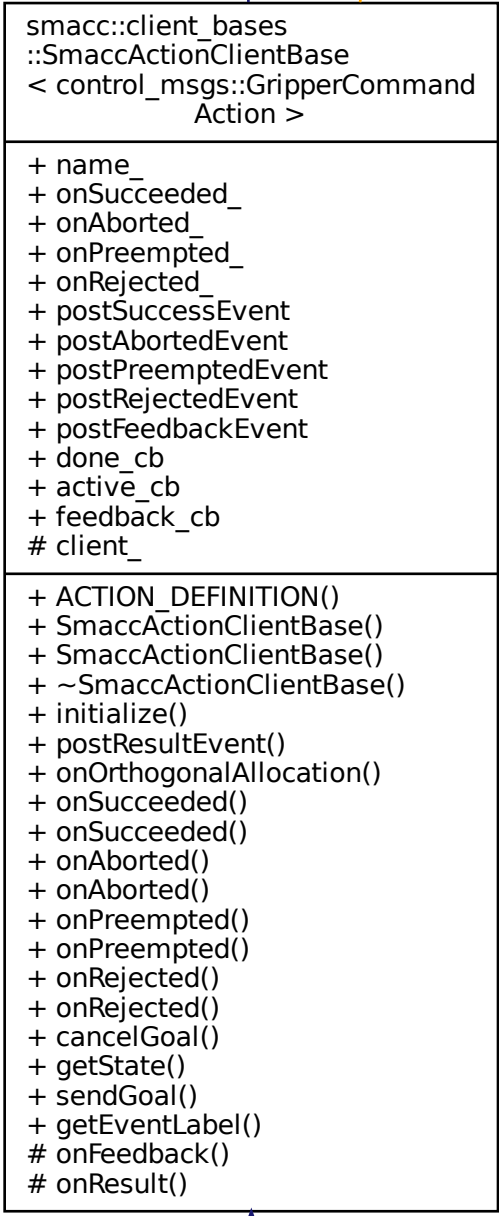 smacc::client_bases
::SmaccActionClientBase
< control_msgs::GripperCommand
Action >
+ name_
+ onSucceeded_
+ onAborted_
+ onPreempted_
+ onRejected_
+ postSuccessEvent
+ postAbortedEvent
+ postPreemptedEvent
+ postRejectedEvent
+ postFeedbackEvent
+ done_cb
+ active_cb
+ feedback_cb
# client_
+ ACTION_DEFINITION()
+ SmaccActionClientBase()
+ SmaccActionClientBase()
+ ~SmaccActionClientBase()
+ initialize()
+ postResultEvent()
+ onOrthogonalAllocation()
+ onSucceeded()
+ onSucceeded()
+ onAborted()
+ onAborted()
+ onPreempted()
+ onPreempted()
+ onRejected()
+ onRejected()
+ cancelGoal()
+ getState()
+ sendGoal()
+ getEventLabel()
# onFeedback()
# onResult()